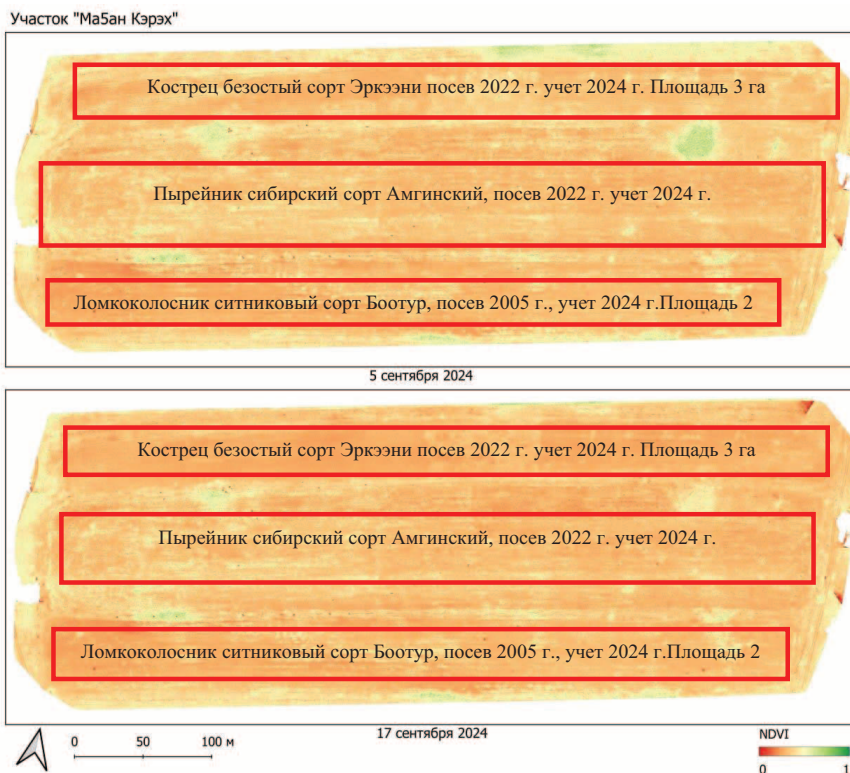 Участок "Ма5ан Кэрэх"
Кострец безостый сорт Эркээни посев 2022 г. учет 2024 г. Площадь 3 га
Пырейник сибирский сорт Амгинский, посев 2022 г. учет 2024 г.
Ломкоколосник ситниковый сорт Боотур, посев 2005 г., учет 2024 г.Площадь 2
5 сентября 2024
Кострец безостый сорт Эркээни посев 2022 г. учет 2024 г. Площадь 3 га
Пырейник сибирский сорт Амгинский, посев 2022 г. учет 2024 г.
Ломкоколосник ситниковый сорт Боотур, посев 2005 г., учет 2024 г.Площадь 2
17 сентября 2024
0 50 100 м
NDVI
0 1